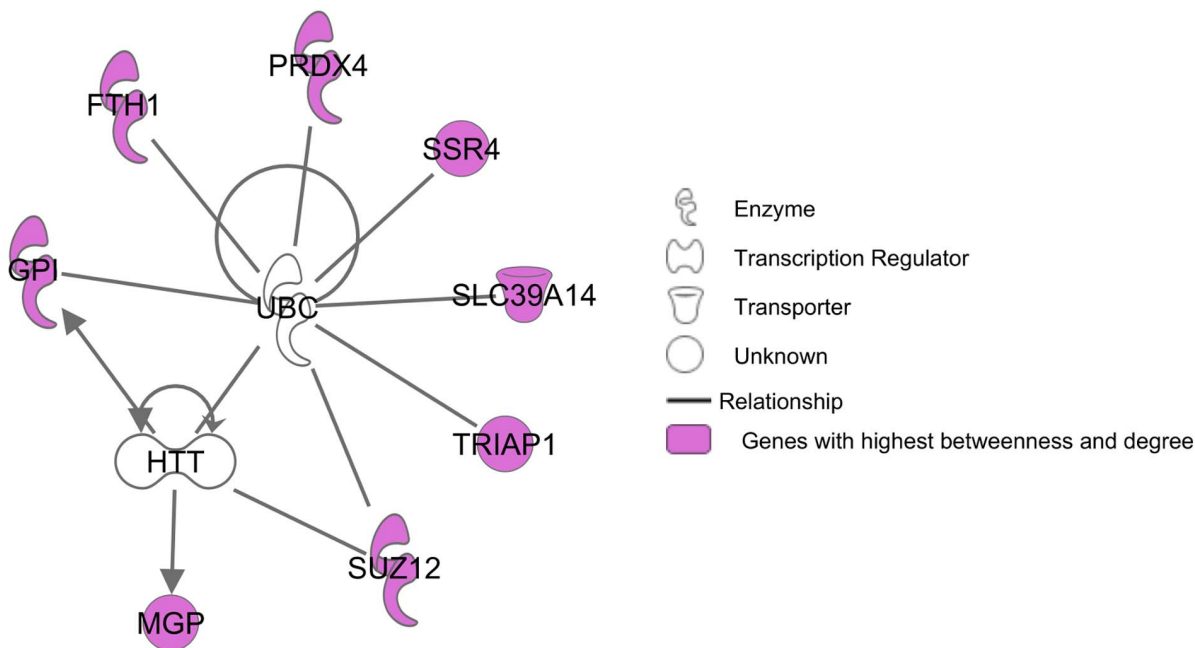 PRDX4
FTH1
SSR4
GPI
UBC
SLC39A14
TRIAP1
HTT
SUZ12
MGP
Enzyme
Transcription Regulator
Transporter
Unknown
Relationship
Genes with highest betweenness and degree